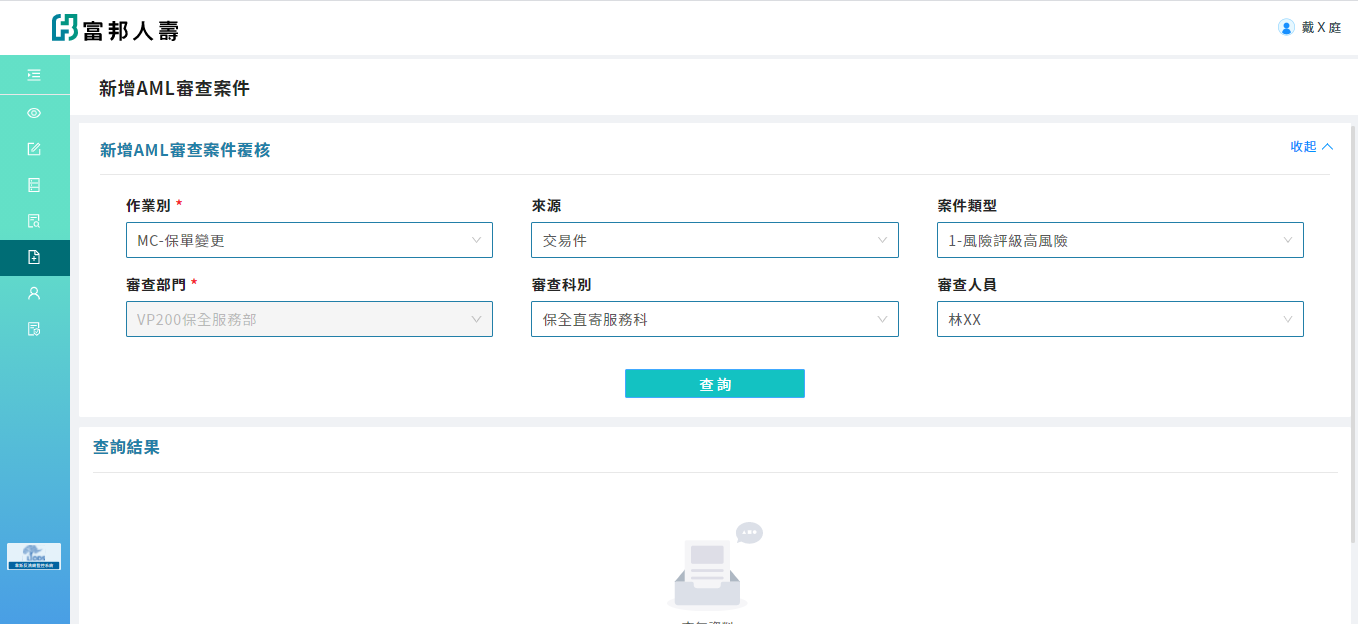 富邦人壽
戴X庭
新增AML審查案件
新增AML審查案件覆核
收起
作業別 *
來源
案件類型
MC-保單變更
交易件
1-風險評級高風險
審查部門 *
審查科別
審查人員
VP200保全服務部
保全直寄服務科
林XX
查詢
查詢結果